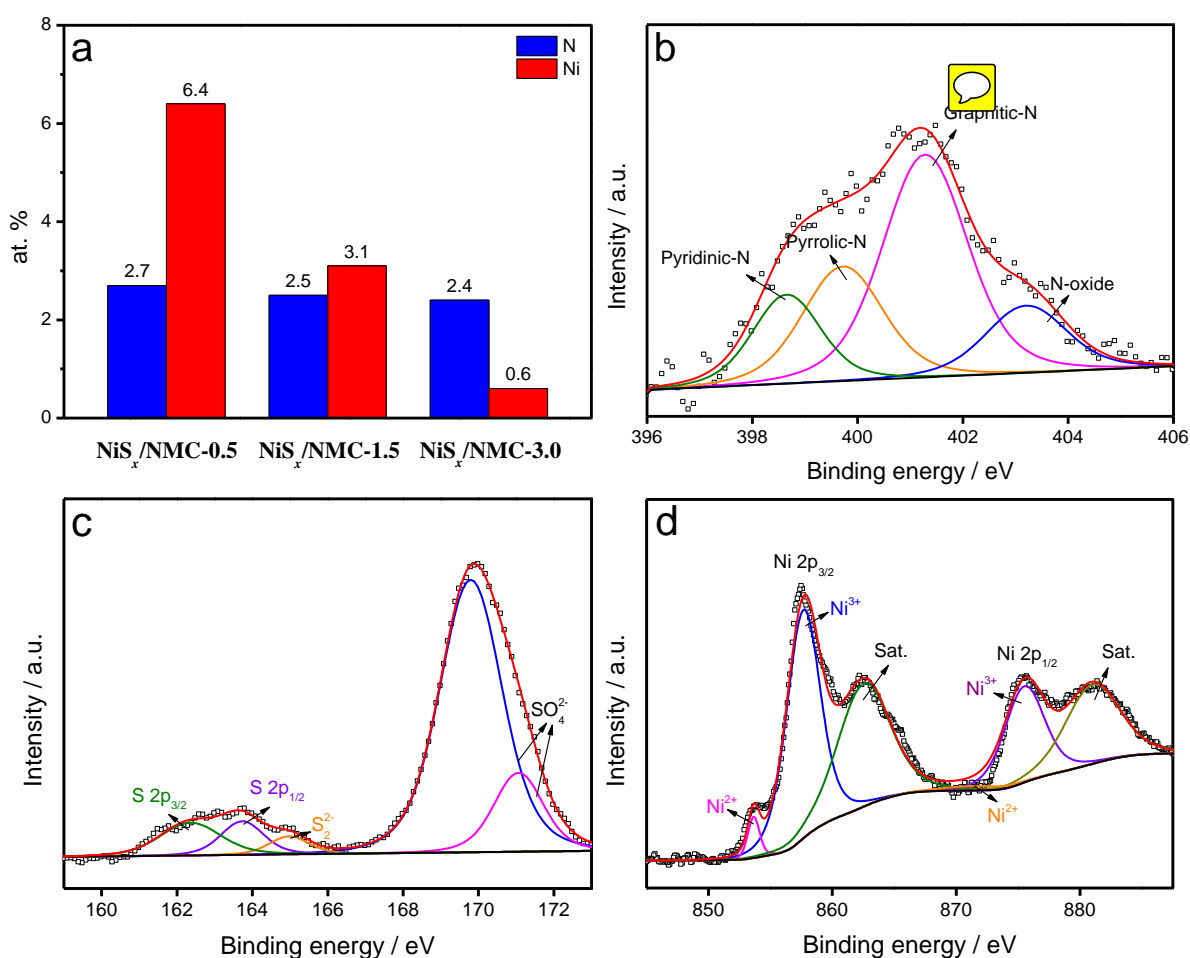 a
N
Ni
8
6
4
2
0
at. %
2.7
6.4
2.5
3.1
2.4
0.6
NiSₓ/NMC-0.5 NiSₓ/NMC-1.5 NiSₓ/NMC-3.0
b
Graphitic-N
Pyrrolic-N
Pyridinic-N
N-oxide
Intensity / a.u.
396 398 400 402 404 406
Binding energy / eV
c
SO₄²⁻
S 2p₃/₂
S 2p₁/₂
S₂²⁻
Intensity / a.u.
160 162 164 166 168 170 172
Binding energy / eV
d
Ni 2p₃/₂
Ni³⁺
Sat.
Ni 2p₁/₂
Sat.
Ni³⁺
Ni²⁺
Ni²⁺
Intensity / a.u.
850 860 870 880
Binding energy / eV